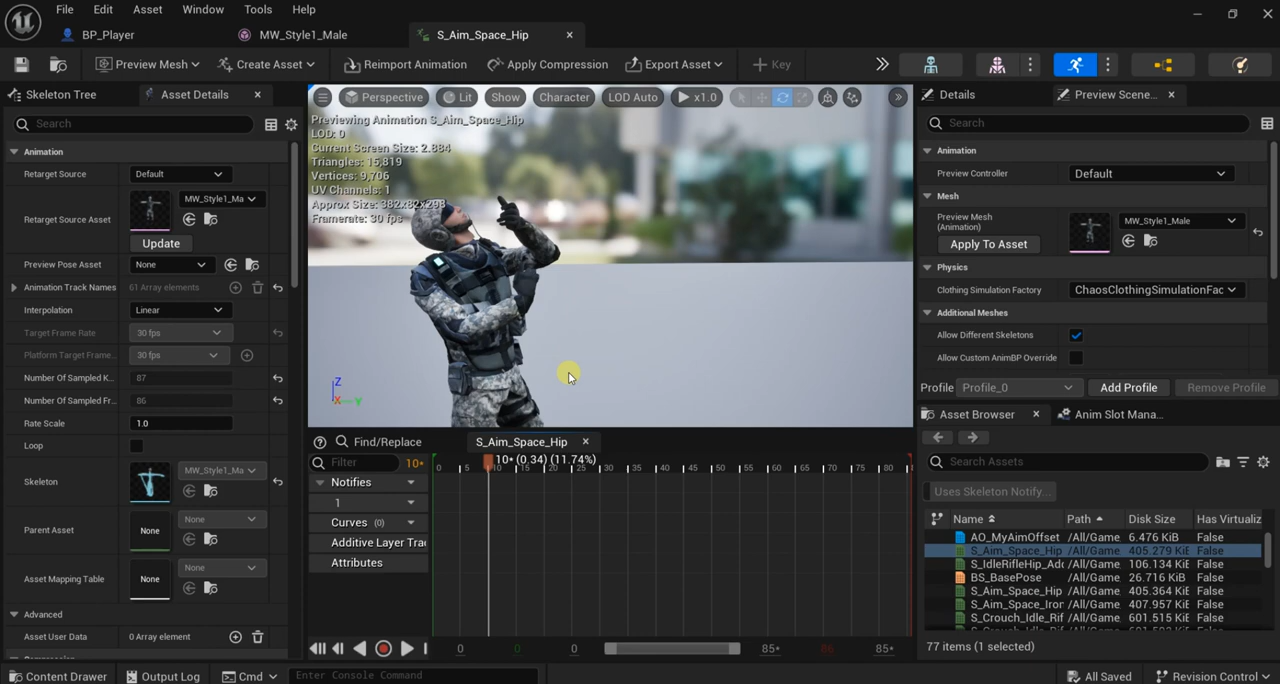 File Edit Asset Window Tools Help
BP_Player MW_Style1_Male S_Aim_Space_Hip
Preview Mesh Create Asset Reimport Animation Apply Compression Export Asset Key
Skeleton Tree Asset Details
Search
Animation
Retarget Source Default
Retarget Source Asset MW_Style1_Ma
Update
Preview Pose Asset None
Animation Track Names 61 Array elements
Interpolation Linear
Target Frame Rate 30 fps
Platform Target Frame... 30 fps
Number Of Sampled K... 87
Number Of Sampled Fr... 86
Rate Scale 1.0
Loop
Skeleton MW_Style1_Ma
Parent Asset None None
Asset Mapping Table None None
Advanced
Asset User Data 0 Array element
Perspective Lit Show Character LOD Auto x1.0
Previewing Animation S_Aim_Space_Hip
LOD: 0
Current Screen Size: 2.884
Triangles: 15,819
Vertices: 9,706
UV Channels: 1
Approx Size: 382x82x293
Framerate: 30 fps
Z
X Y
Find/Replace S_Aim_Space_Hip
Filter 10* 10* (0.34) (11.74%)
0 5 10 15 20 25 30 35 40 45 50 55 60 65 70 75 80
Notifies
1
Curves (0)
Additive Layer Trac
Attributes
0 0 0 85* 86 85*
Details Preview Scene...
Search
Animation
Preview Controller Default
Mesh
Preview Mesh
(Animation) MW_Style1_Male
Apply To Asset
Physics
Clothing Simulation Factory ChaosClothingSimulationFac
Additional Meshes
Allow Different Skeletons
Allow Custom AnimBP Override
Profile Profile_0 Add Profile Remove Profile
Asset Browser Anim Slot Mana...
Search Assets
Uses Skeleton Notify...
Name Path Disk Size Has Virtualiz
AO_MyAimOffset /All/Game 6.476 KiB False
S_Aim_Space_Hip /All/Game 405.279 KiB False
S_IdleRifleHip_Add /All/Game 106.134 KiB False
BS_BasePose /All/Game 26.716 KiB False
S_Aim_Space_Hip /All/Game 405.364 KiB False
S_Aim_Space_Iron /All/Game 407.957 KiB False
S_Crouch_Idle_Rif /All/Game 601.515 KiB False
77 items (1 selected)
Content Drawer Output Log Cmd Enter Console Command All Saved Revision Control